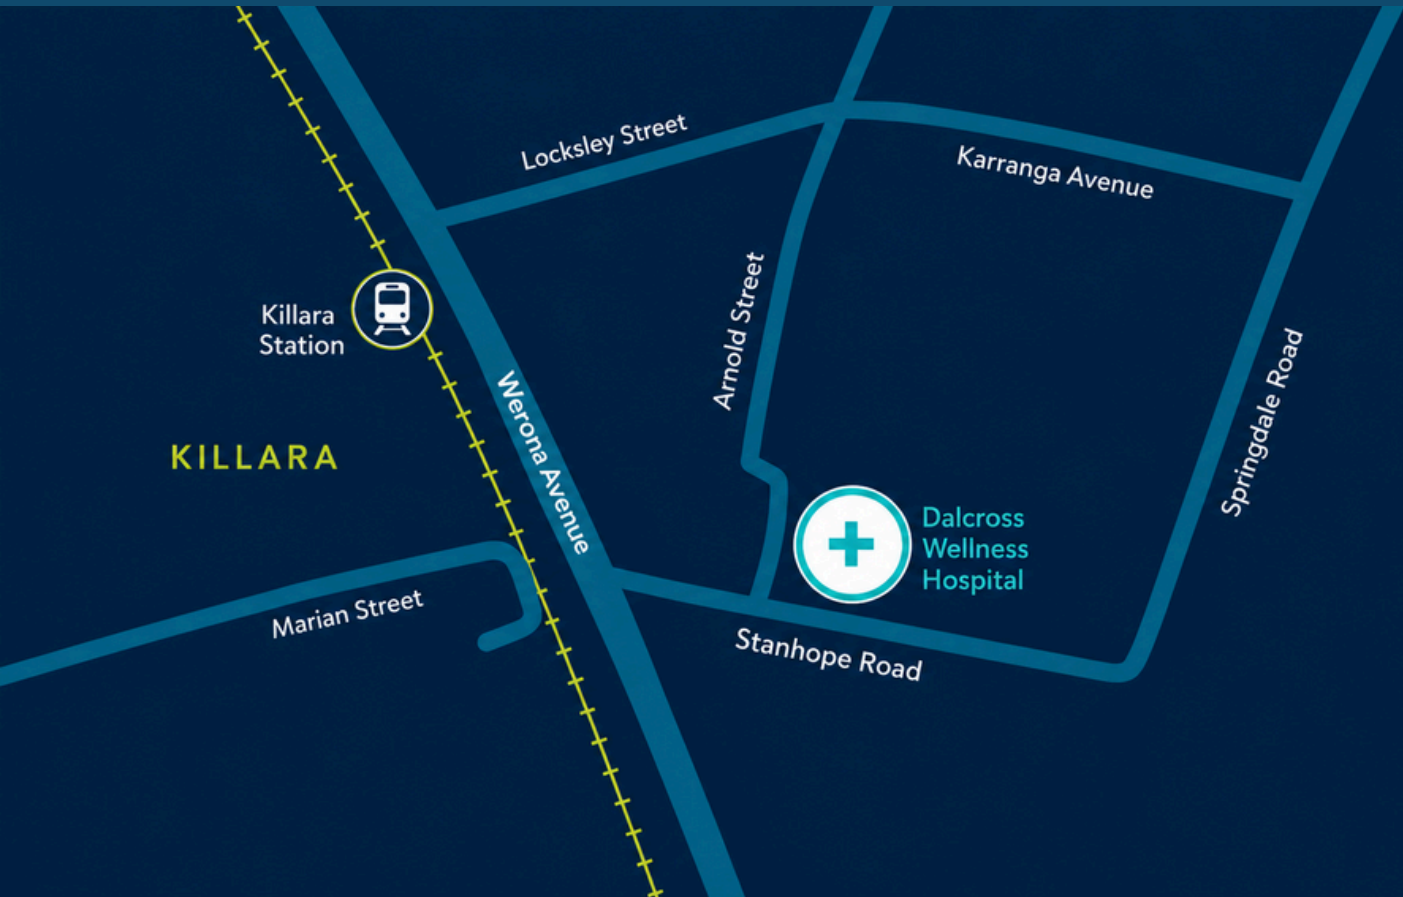 Locksley Street
Karranga Avenue
Killara
Station
Arnold Street
Werona Avenue
Springdale Road
KILLARA
Dalcross
Wellness
Hospital
Marian Street
Stanhope Road